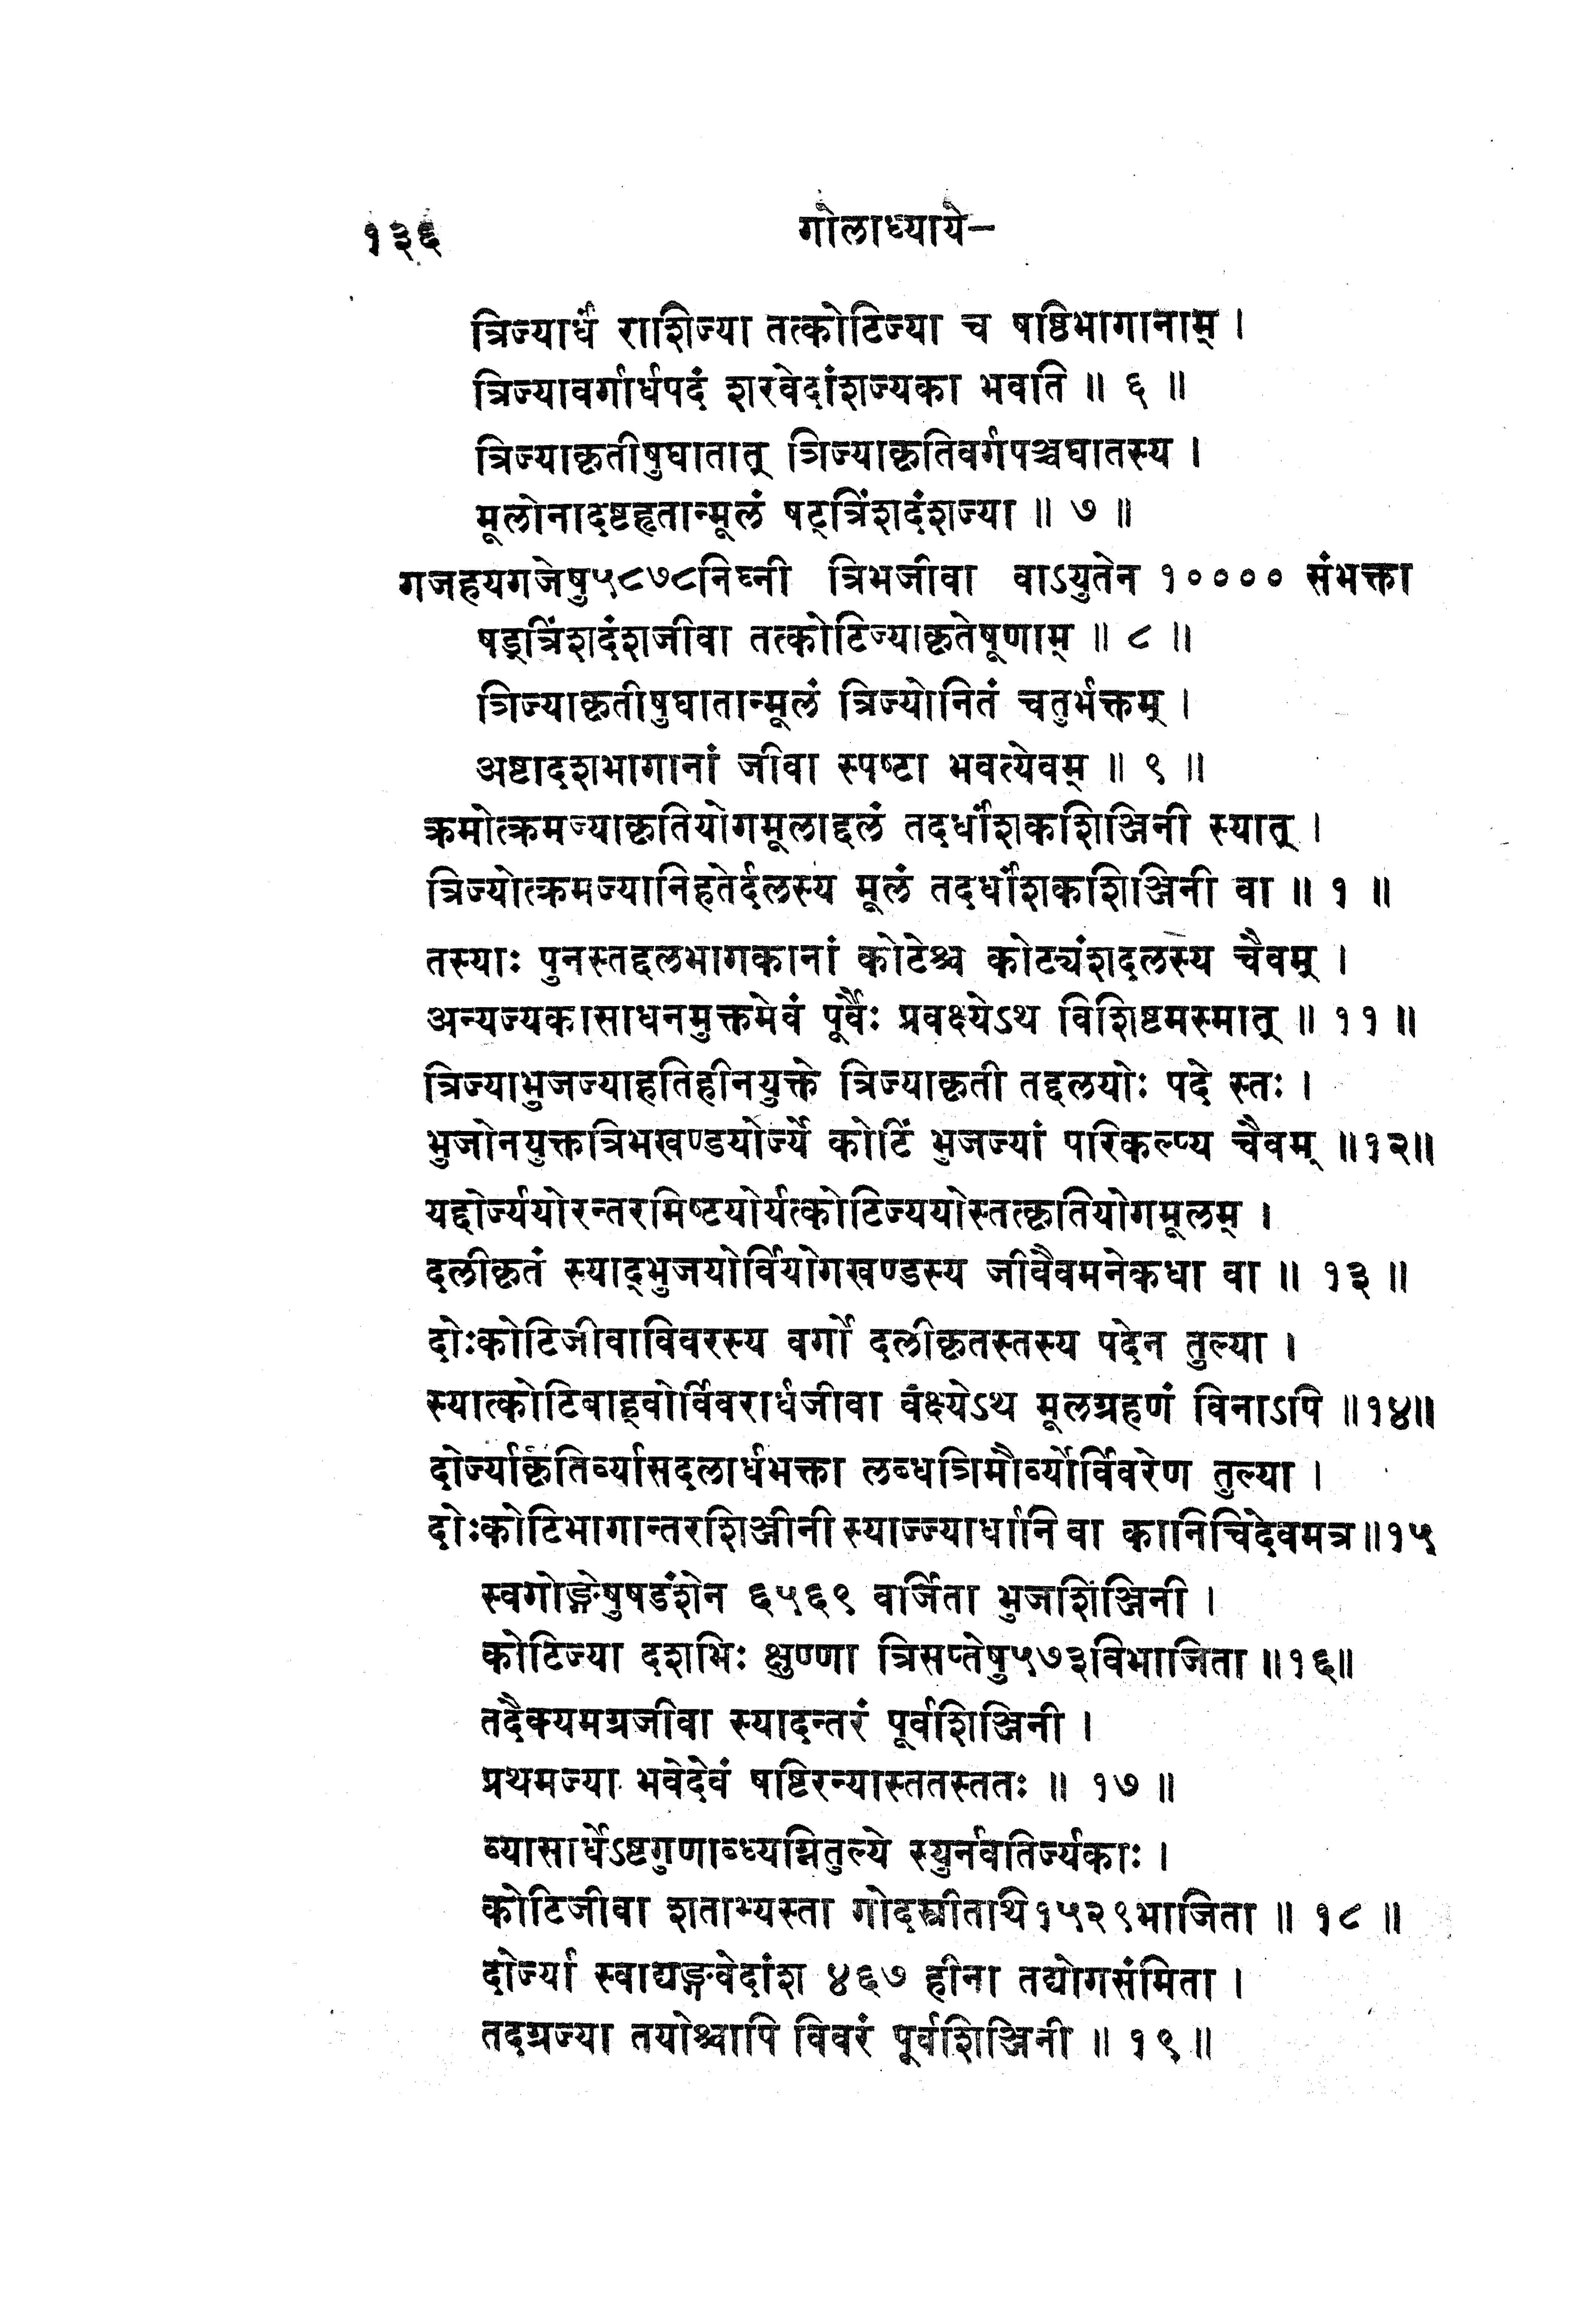 १३६ गोलाध्याये—
त्रिज्यार्धं राशिज्या तत्कोटिज्या च षष्ठिभागानाम् ।
त्रिज्यावर्गार्धपदं शरवेदांशज्यका भवति ॥ ६ ॥
त्रिज्याकृतीषुघातात् त्रिज्याकृतिवर्गपञ्चघातस्य ।
मूलोनादष्टहृतान्मूलं षट्त्रिंशदंशज्या ॥ ७ ॥
गजहयगजेषु५८७८निघ्नी त्रिभजीवा वाऽयुतेन १०००० संभक्ता
षड्त्रिंशदंशजीवा तत्कोटिज्याकृतेषूणाम् ॥ ८ ॥
त्रिज्याकृतीषुघातान्मूलं त्रिज्योनितं चतुर्भक्तम् ।
अष्टादशभागानां जीवा स्पष्टा भवत्येवम् ॥ ९ ॥
क्रमोत्क्रमज्याकृतियोगमूलाद्दलं तदर्धांशकशिञ्जिनी स्यात् ।
त्रिज्योत्क्रमज्यानिहतेर्दलस्य मूलं तदर्धांशकशिञ्जिनी वा ॥ १ ॥
तस्याः पुनस्तद्दलभागकानां कोटेश्च कोट्यंशदलस्य चैवम् ।
अन्यज्यकासाधनमुक्तमेवं पूर्वैः प्रवक्ष्येऽथ विशिष्टमस्मात् ॥ ११ ॥
त्रिज्याभुजज्याहतिहीनयुक्ते त्रिज्याकृती तद्दलयोः पदे स्तः ।
भुजोनयुक्तत्रिभखण्डयोर्ज्ये कोटिं भुजज्यां परिकल्प्य चैवम् ॥१२॥
यद्दोर्ज्ययोरन्तरमिष्टयोर्यत्कोटिज्ययोस्तत्कृतियोगमूलम् ।
दलीकृतं स्याद्भुजयोर्वियोगखण्डस्य जीवैवमनेकधा वा ॥ १३ ॥
दोःकोटिजीवाविवरस्य वर्गो दलीकृतस्तस्य पदेन तुल्या ।
स्यात्कोटिबाह्वोर्विवरार्धजीवा वक्ष्येऽथ मूलग्रहणं विनाऽपि ॥१४॥
दोर्ज्याकृतिर्व्यासदलार्धभक्ता लब्धत्रिमौर्व्योर्विवरेण तुल्या ।
दोःकोटिभागान्तरशिञ्जीनी स्याज्ज्यार्धानि वा कानिचिदेवमत्र॥१५
स्वगोङ्गेषुषडंशेन ६५६९ वर्जिता भुजशिंञ्जिनी ।
कोटिज्या दशभिः क्षुण्णा त्रिसप्तेषु५७३विभाजिता ॥१६॥
तदैक्यमग्रजीवा स्यादन्तरं पूर्वशिञ्जिनी ।
प्रथमज्या भवेदेवं षष्टिरन्यास्ततस्ततः ॥ १७ ॥
व्यासार्धेऽष्टगुणाब्ध्यग्नितुल्ये स्युर्नवतिर्ज्यकाः ।
कोटिजीवा शताभ्यस्ता गोदस्रीताथि१५२९भाजिता ॥ १८ ॥
दोर्ज्या स्वाद्यङ्गवेदांश ४६७ हीना तद्योगसंमिता ।
तदग्रज्या तयोश्चापि विवरं पूर्वशिञ्जिनी ॥ १९ ॥